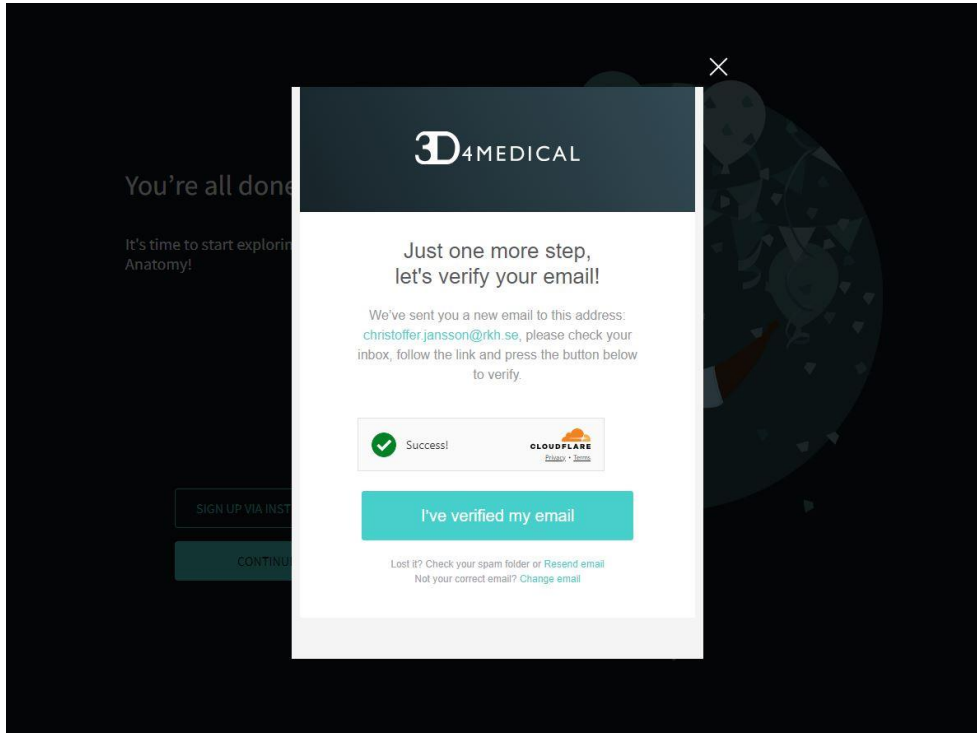 3D4MEDICAL
You're all done
It's time to start explorin
Anatomy!
Just one more step,
let's verify your email!
We've sent you a new email to this address:
christoffer.jansson@rkh.se, please check your
inbox, follow the link and press the button below
to verify.
Success!
CLOUDFLARE
Privacy • Terms
SIGN UP VIA INST
I've verified my email
CONTINU
Lost it? Check your spam folder or Resend email
Not your correct email? Change email